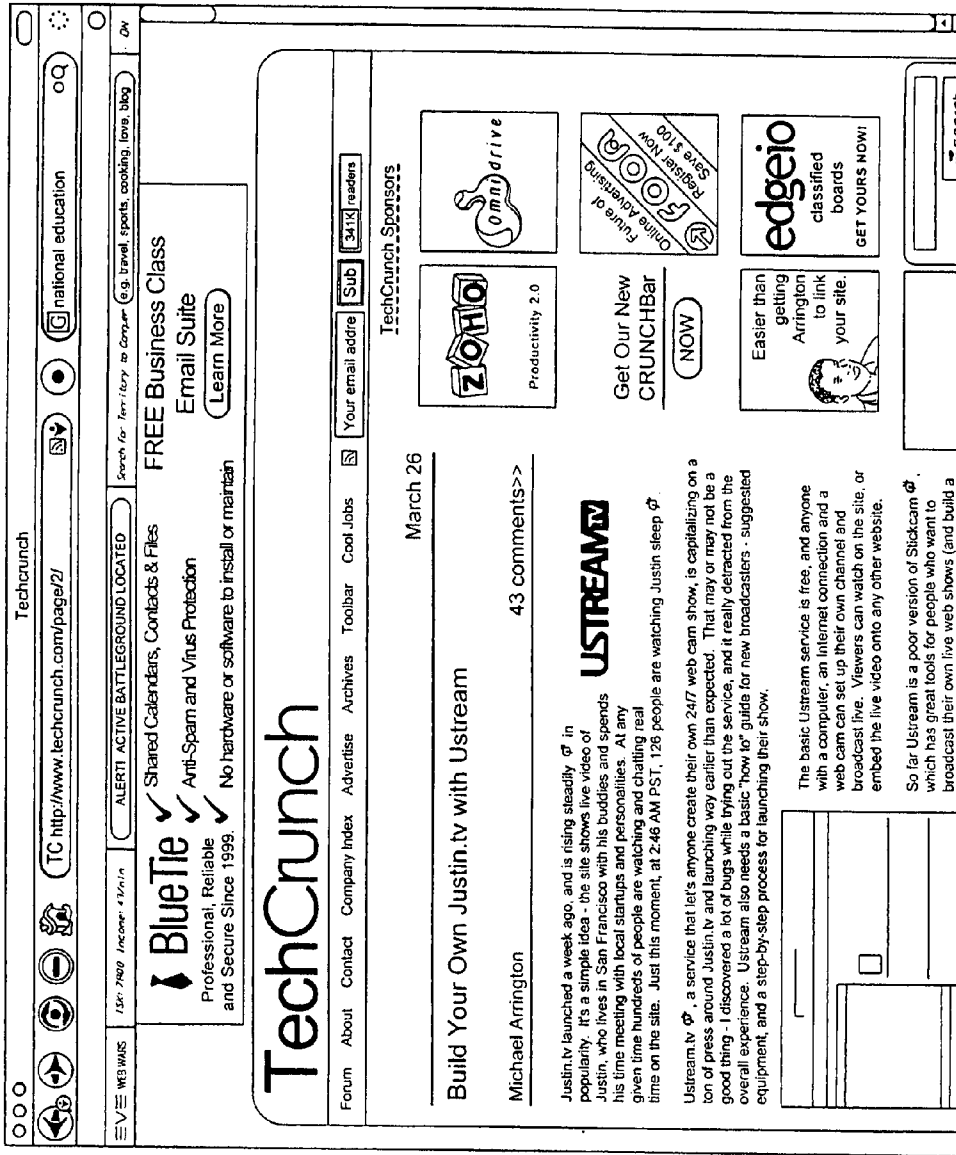 Techcrunch
TC http://www.techcrunch.com/page/2/
G national education
WEB WARS
ISK: 7800 Income: 4
ALERT! ACTIVE BATTLEGROUND LOCATED
Search for Territory to Conquer
e.g. travel, sports, cooking, love, blog
ON
BlueTie
Professional, Reliable
and Secure Since 1999.
✓ Shared Calendars, Contacts & Files
✓ Anti-Spam and Virus Protection
✓ No hardware or software to install or maintain
FREE Business Class
Email Suite
Learn More
TechCrunch
Forum About Contact Company Index Advertise Archives Toolbar Cool Jobs
Your email addre Sub 341K readers
March 26
Build Your Own Justin.tv with Ustream
Michael Arrington 43 comments>>
USTREAMTV
Justin.tv launched a week ago, and is rising steadily in
popularity. It's a simple idea - the site shows live video of
Justin, who lives in San Francisco with his buddies and spends
his time meeting with local startups and personalities. At any
given time hundreds of people are watching and chatting real
time on the site. Just this moment, at 2:46 AM PST, 126 people are watching Justin sleep .
Ustream.tv , a service that let's anyone create their own 24/7 web cam show, is capitalizing on a
ton of press around Justin.tv and launching way earlier than expected. That may or may not be a
good thing - I discovered a lot of bugs while trying out the service, and it really detracted from the
overall experience. Ustream also needs a basic "how to" guide for new broadcasters - suggested
equipment, and a step-by-step process for launching their show.
The basic Ustream service is free, and anyone
with a computer, an Internet connection and a
web cam can set up their own channel and
broadcast live. Viewers can watch on the site, or
embed the live video onto any other website.
So far Ustream is a poor version of Stickcam ,
which has great tools for people who want to
broadcast their own live web shows (and build a
TechCrunch Sponsors
ZOHO
Productivity 2.0
omnidrive
Get Our New
CRUNCHBar
NOW
Future of
Online Advertising
FOOA
Register Now
Save $100
Easier than
getting
Arrington
to link
your site.
edgeio
classified
boards
GET YOURS NOW!